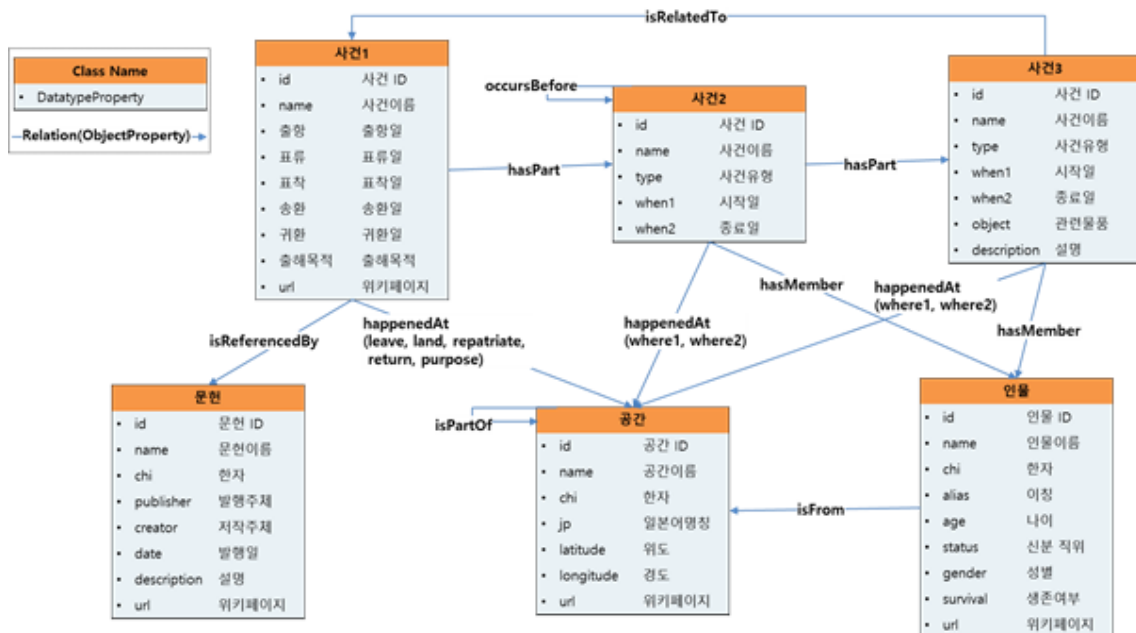 isRelatedTo
Class Name
• DatatypeProperty
Relation(ObjectProperty)
사건1
• id 사건 ID
• name 사건이름
• 출항 출항일
• 표류 표류일
• 표착 표착일
• 송환 송환일
• 귀환 귀환일
• 출해목적 출해목적
• url 위키페이지
occursBefore
hasPart
사건2
• id 사건 ID
• name 사건이름
• type 사건유형
• when1 시작일
• when2 종료일
hasPart
사건3
• id 사건 ID
• name 사건이름
• type 사건유형
• when1 시작일
• when2 종료일
• object 관련물품
• description 설명
isReferencedBy
happenedAt
(leave, land, repatriate,
return, purpose)
happenedAt
(where1, where2)
hasMember
happenedAt
(where1, where2)
hasMember
문헌
• id 문헌 ID
• name 문헌이름
• chi 한자
• publisher 발행주체
• creator 저작주체
• date 발행일
• description 설명
• url 위키페이지
isPartOf
공간
• id 공간 ID
• name 공간이름
• chi 한자
• jp 일본어명칭
• latitude 위도
• longitude 경도
• url 위키페이지
isFrom
인물
• id 인물 ID
• name 인물이름
• chi 한자
• alias 이칭
• age 나이
• status 신분 직위
• gender 성별
• survival 생존여부
• url 위키페이지